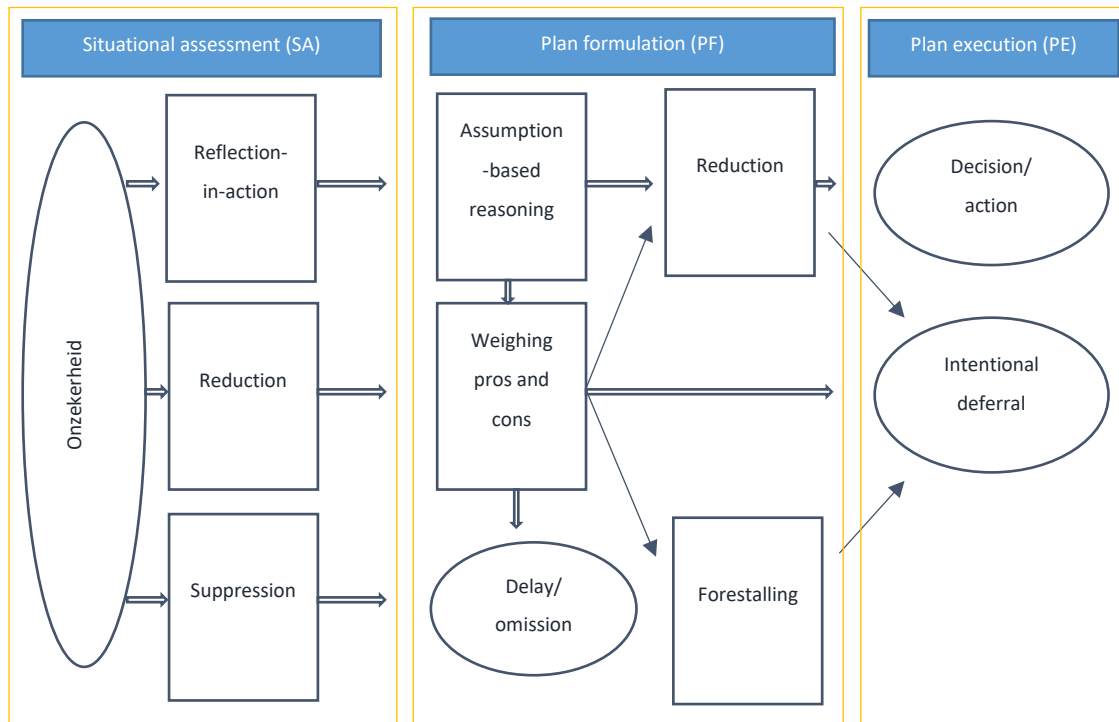 Situational assessment (SA)
Plan formulation (PF)
Plan execution (PE)
Onzekerheid
Reflection-
in-action
Reduction
Suppression
Assumption
-based
reasoning
Weighing
pros and
cons
Delay/
omission
Reduction
Forestalling
Decision/
action
Intentional
deferral